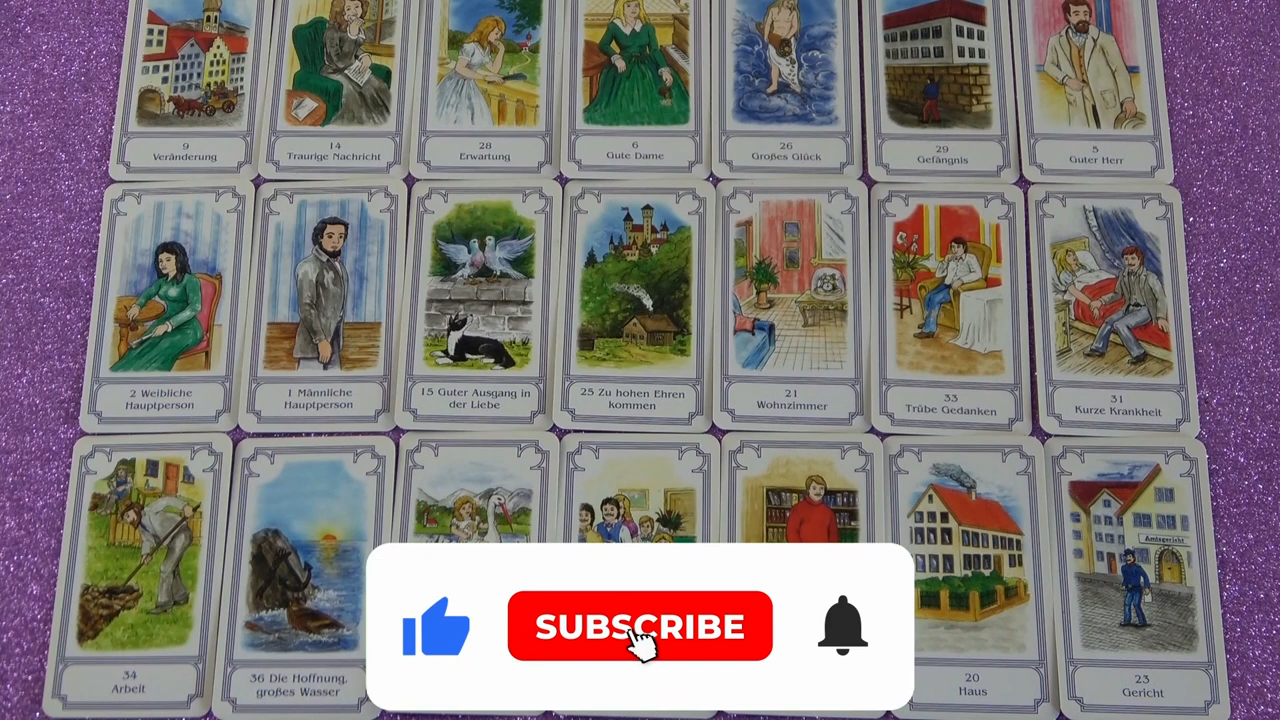 9
Veränderung
14
Traurige Nachricht
28
Erwartung
6
Gute Dame
26
Großes Glück
29
Gefängnis
5
Guter Herr
2 Weibliche
Hauptperson
1 Männliche
Hauptperson
15 Guter Ausgang in
der Liebe
25 Zu hohen Ehren
kommen
21
Wohnzimmer
33
Trübe Gedanken
31
Kurze Krankheit
Amtsgericht
34
Arbeit
36 Die Hoffnung,
großes Wasser
SUBSCRIBE
20
Haus
23
Gericht